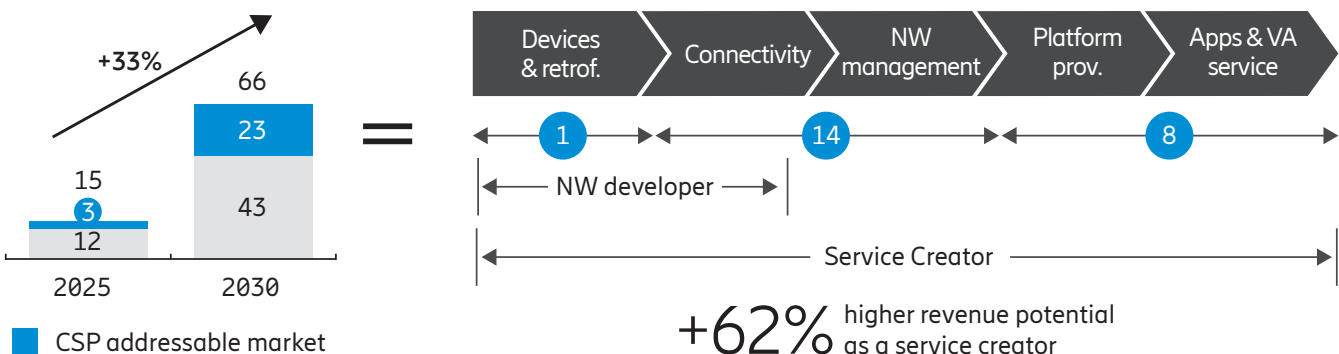 +33%
66
23
43
15
3
12
2025
2030
CSP addressable market
=
Devices
& retrof.
Connectivity
NW
management
Platform
prov.
Apps & VA
service
1
14
8
NW developer
Service Creator
+62% higher revenue potential
as a service creator